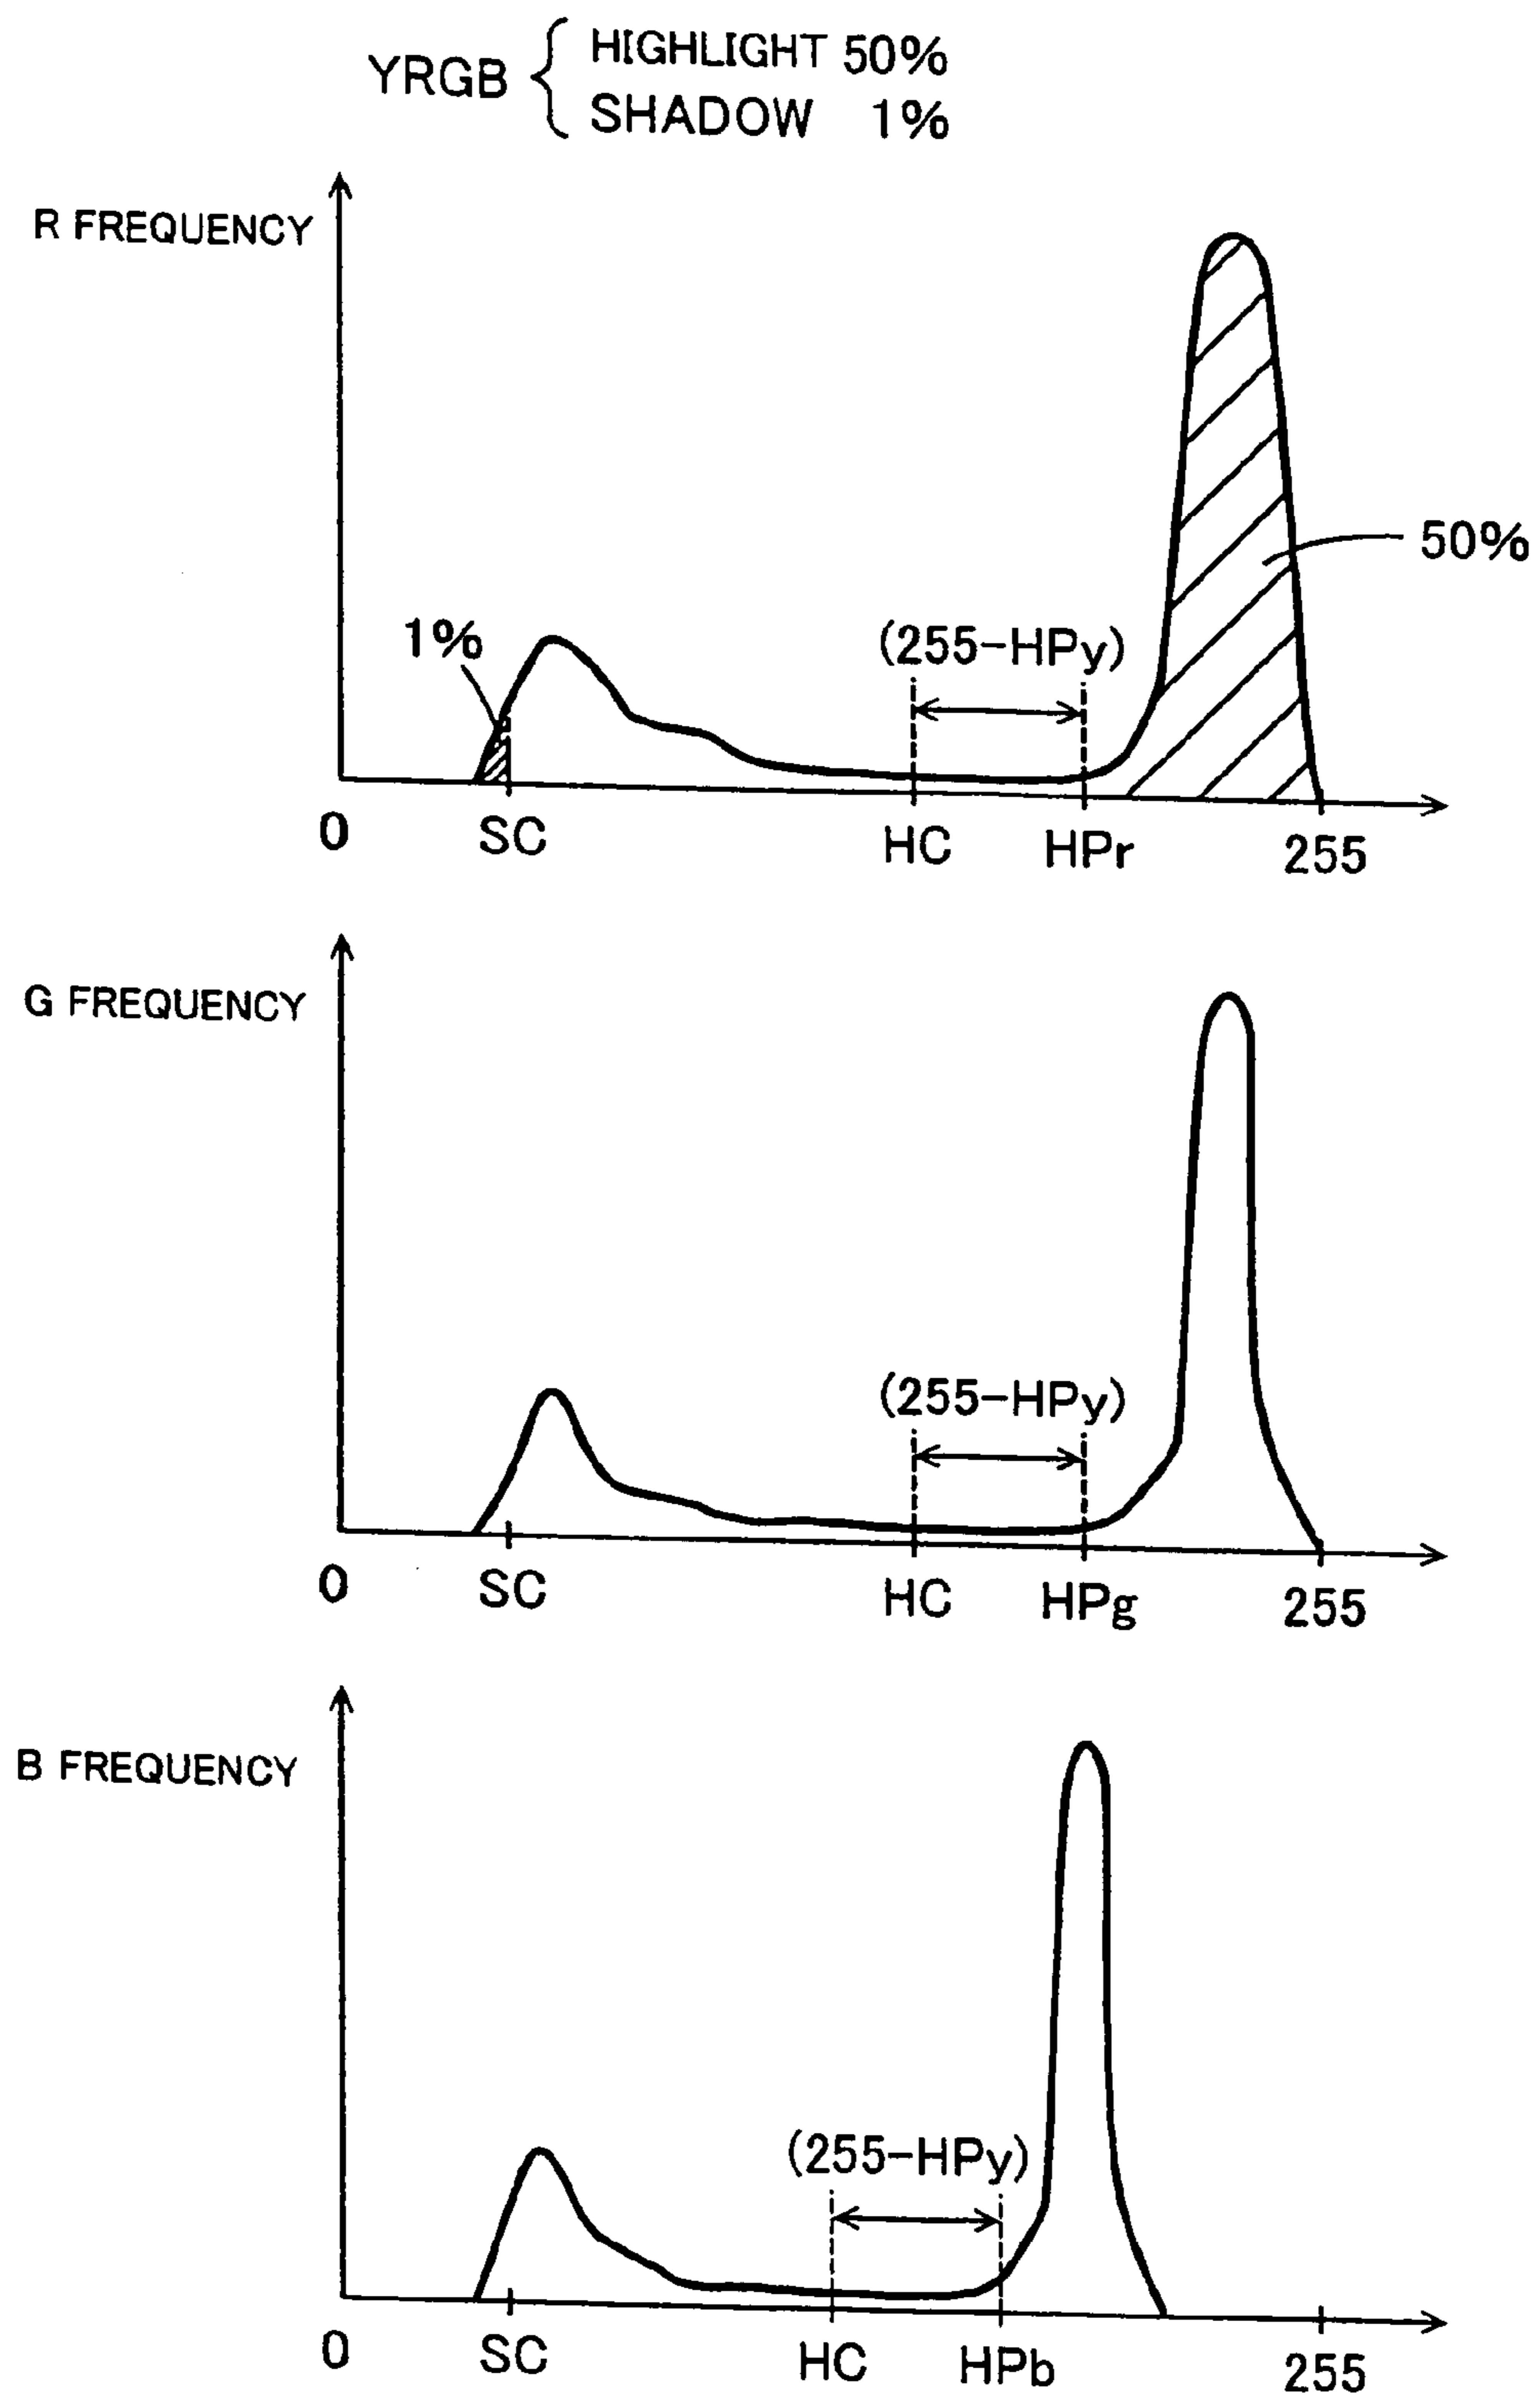 YRGB { HIGHLIGHT 50%
SHADOW 1%
R FREQUENCY
50%
1%
(255-HPy)
0 SC HC HPr 255
G FREQUENCY
(255-HPy)
0 SC HC HPg 255
B FREQUENCY
(255-HPy)
0 SC HC HPb 255